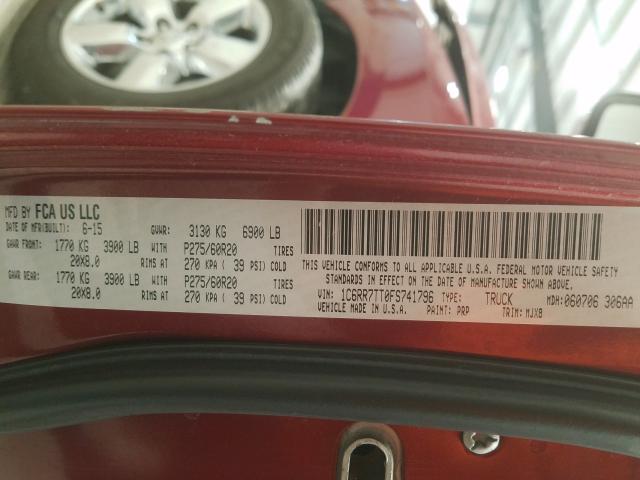 MFD BY FCA US LLC
DATE OF MFR(BUILT): 6-15 GVWR: 3130 KG 6900 LB
GAWR FRONT: 1770 KG 3900 LB WITH P275/60R20 TIRES
20X8.0 RIMS AT 270 KPA ( 39 PSI) COLD
GAWR REAR: 1770 KG 3900 LB WITH P275/60R20 TIRES
20X8.0 RIMS AT 270 KPA ( 39 PSI) COLD
THIS VEHICLE CONFORMS TO ALL APPLICABLE U.S.A. FEDERAL MOTOR VEHICLE SAFETY
STANDARDS IN EFFECT ON THE DATE OF MANUFACTURE SHOWN ABOVE.
VIN: 1C6RR7TT0FS741796 TYPE: TRUCK MDH: 060706 306AA
VEHICLE MADE IN U.S.A. PAINT: PRP TRIM: MJX8